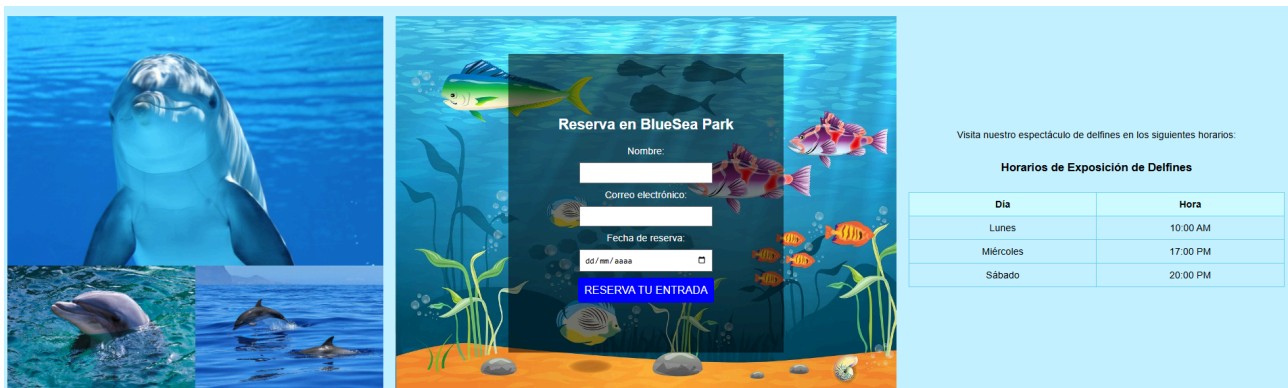 Reserva en BlueSea Park
Nombre:
Correo electrónico:
Fecha de reserva:
dd/mm/aaaa
RESERVA TU ENTRADA
Visita nuestro espectáculo de delfines en los siguientes horarios:
Horarios de Exposición de Delfines
Día Hora
Lunes 10:00 AM
Miércoles 17:00 PM
Sábado 20:00 PM